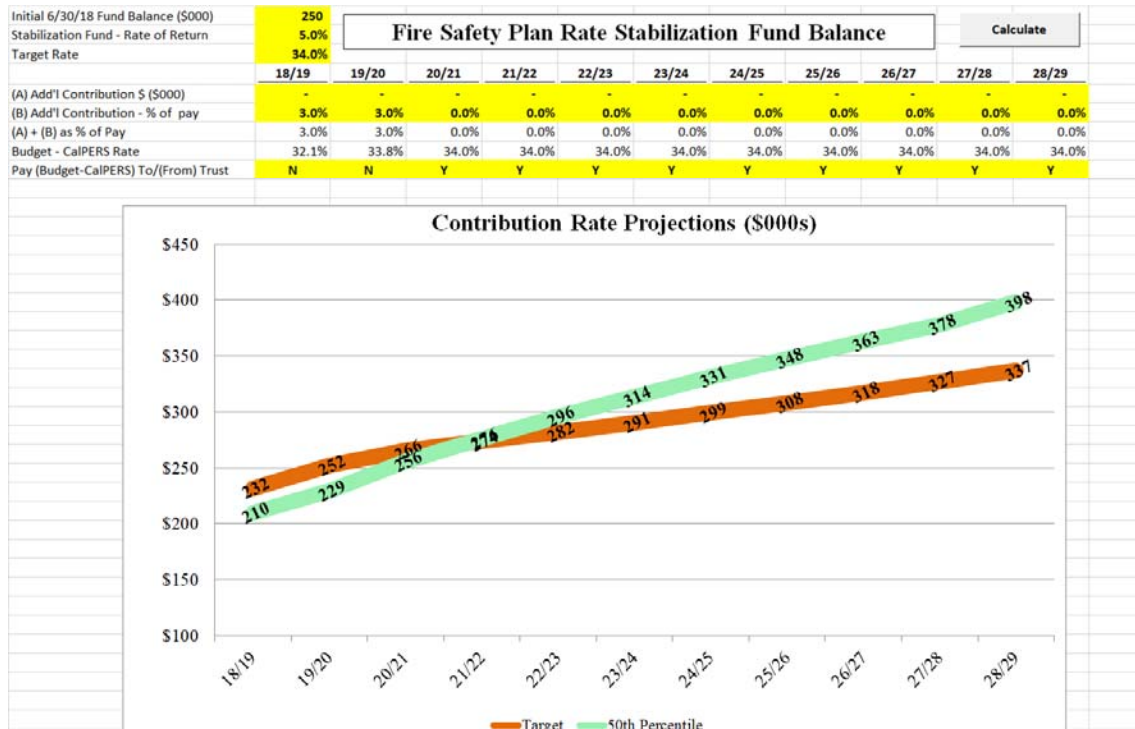 Initial 6/30/18 Fund Balance ($000) 250
Stabilization Fund - Rate of Return 5.0%
Target Rate 34.0%
Fire Safety Plan Rate Stabilization Fund Balance
Calculate
18/19 19/20 20/21 21/22 22/23 23/24 24/25 25/26 26/27 27/28 28/29
(A) Add'l Contribution $ ($000) - - - - - - - - - - -
(B) Add'l Contribution - % of pay 3.0% 3.0% 0.0% 0.0% 0.0% 0.0% 0.0% 0.0% 0.0% 0.0% 0.0%
(A) + (B) as % of Pay 3.0% 3.0% 0.0% 0.0% 0.0% 0.0% 0.0% 0.0% 0.0% 0.0% 0.0%
Budget - CalPERS Rate 32.1% 33.8% 34.0% 34.0% 34.0% 34.0% 34.0% 34.0% 34.0% 34.0% 34.0%
Pay (Budget-CalPERS) To/(From) Trust N N Y Y Y Y Y Y Y Y Y
Contribution Rate Projections ($000s)
$450
$400
$350
$300
$250
$200
$150
$100
232 252 266 282 291 299 308 318 327 337
210 229 256 296 314 331 348 363 378 398
18/19 19/20 20/21 21/22 22/23 23/24 24/25 25/26 26/27 27/28 28/29
Target 50th Percentile